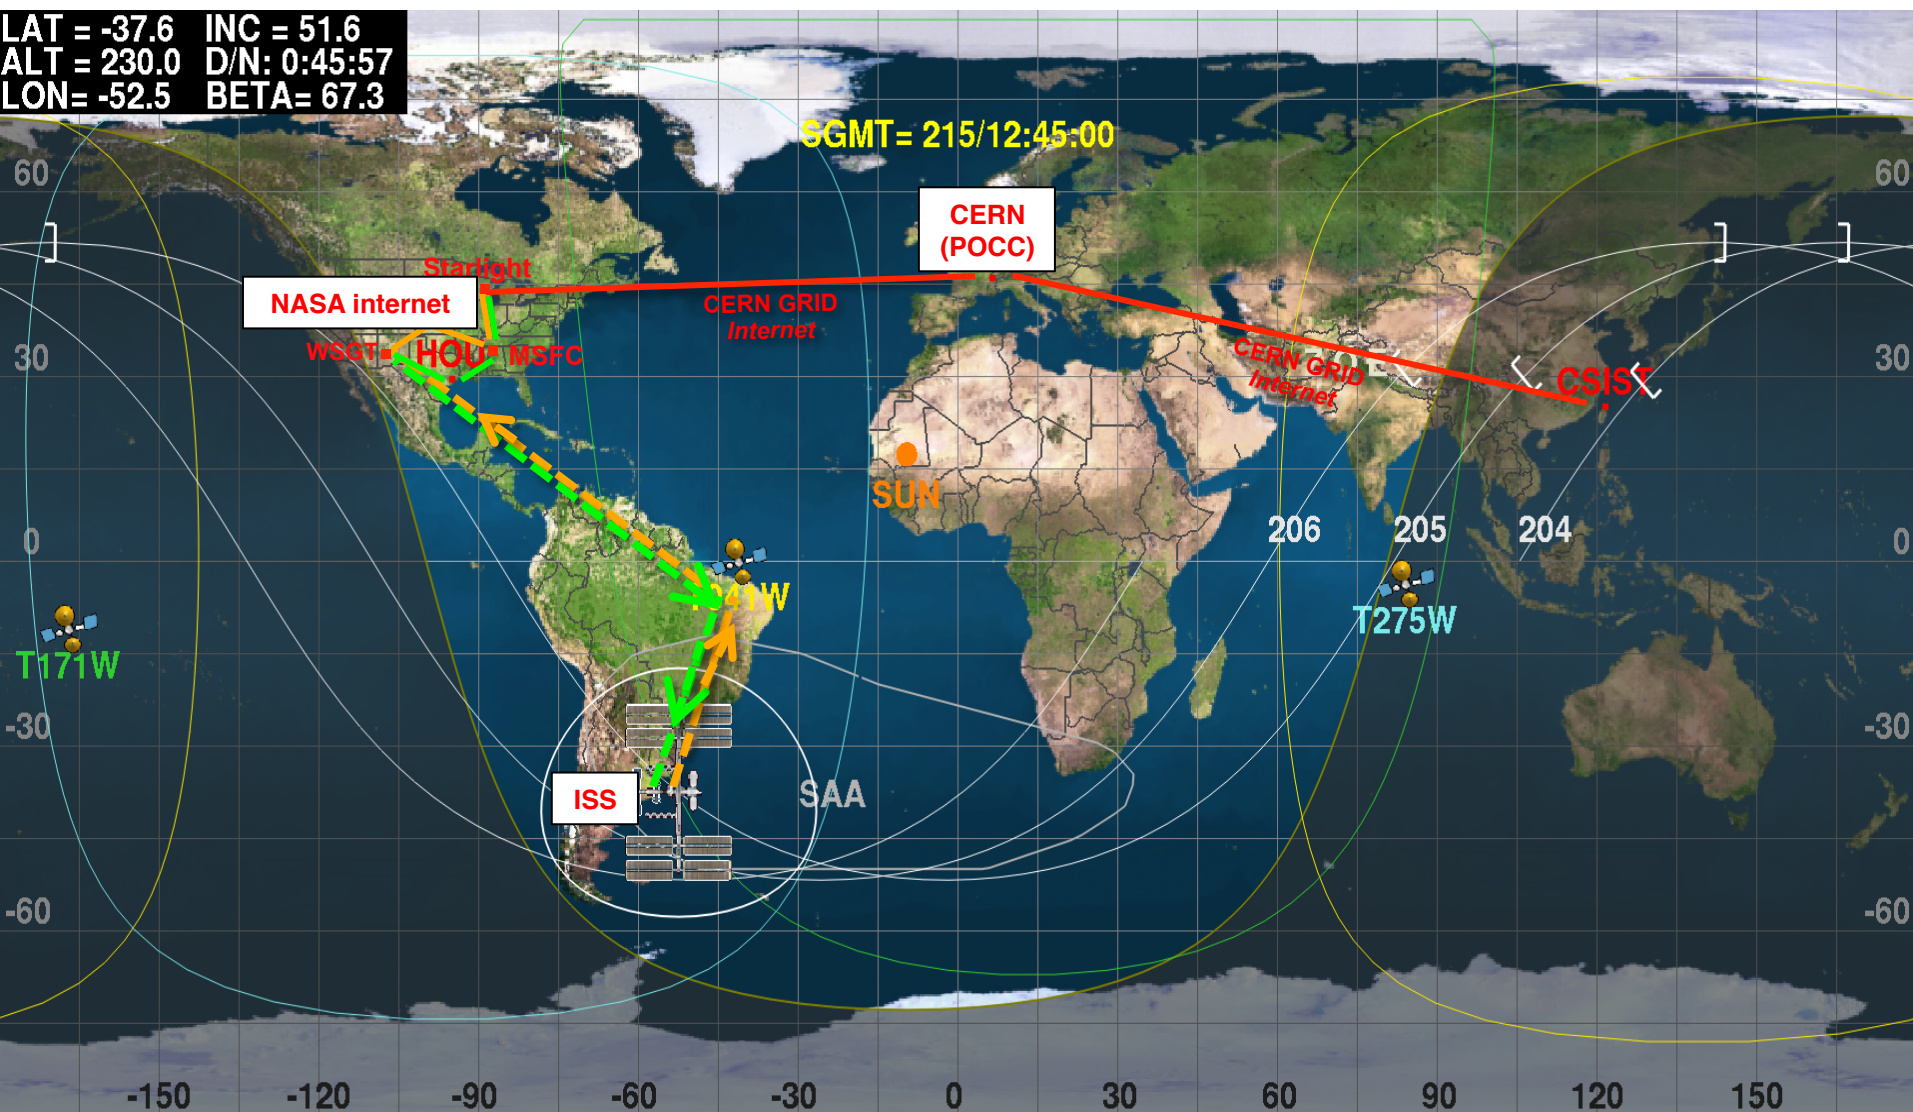 LAT = -37.6 INC = 51.6
ALT = 230.0 D/N: 0:45:57
LON= -52.5 BETA= 67.3
SGMT= 215/12:45:00
60 60
CERN
(POCC)
Starlight
NASA internet
CERN GRID
Internet
WSGT HOU MSFC
30 30
CERN GRID
Internet
CSIST
SUN
206 205 204
0 0
T275W
T171W
-30 -30
ISS
SAA
-60 -60
-150 -120 -90 -60 -30 0 30 60 90 120 150